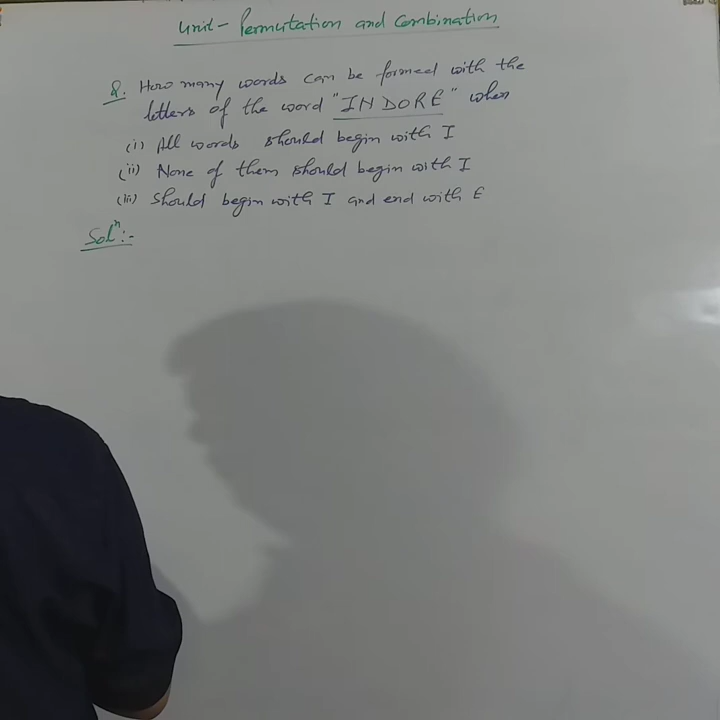 Unit - Permutation and Combination
Q. How many words can be formed with the
letters of the word "INDORE" when
(i) All words should begin with I
(ii) None of them should begin with I
(iii) Should begin with I and end with E
Solⁿ:-